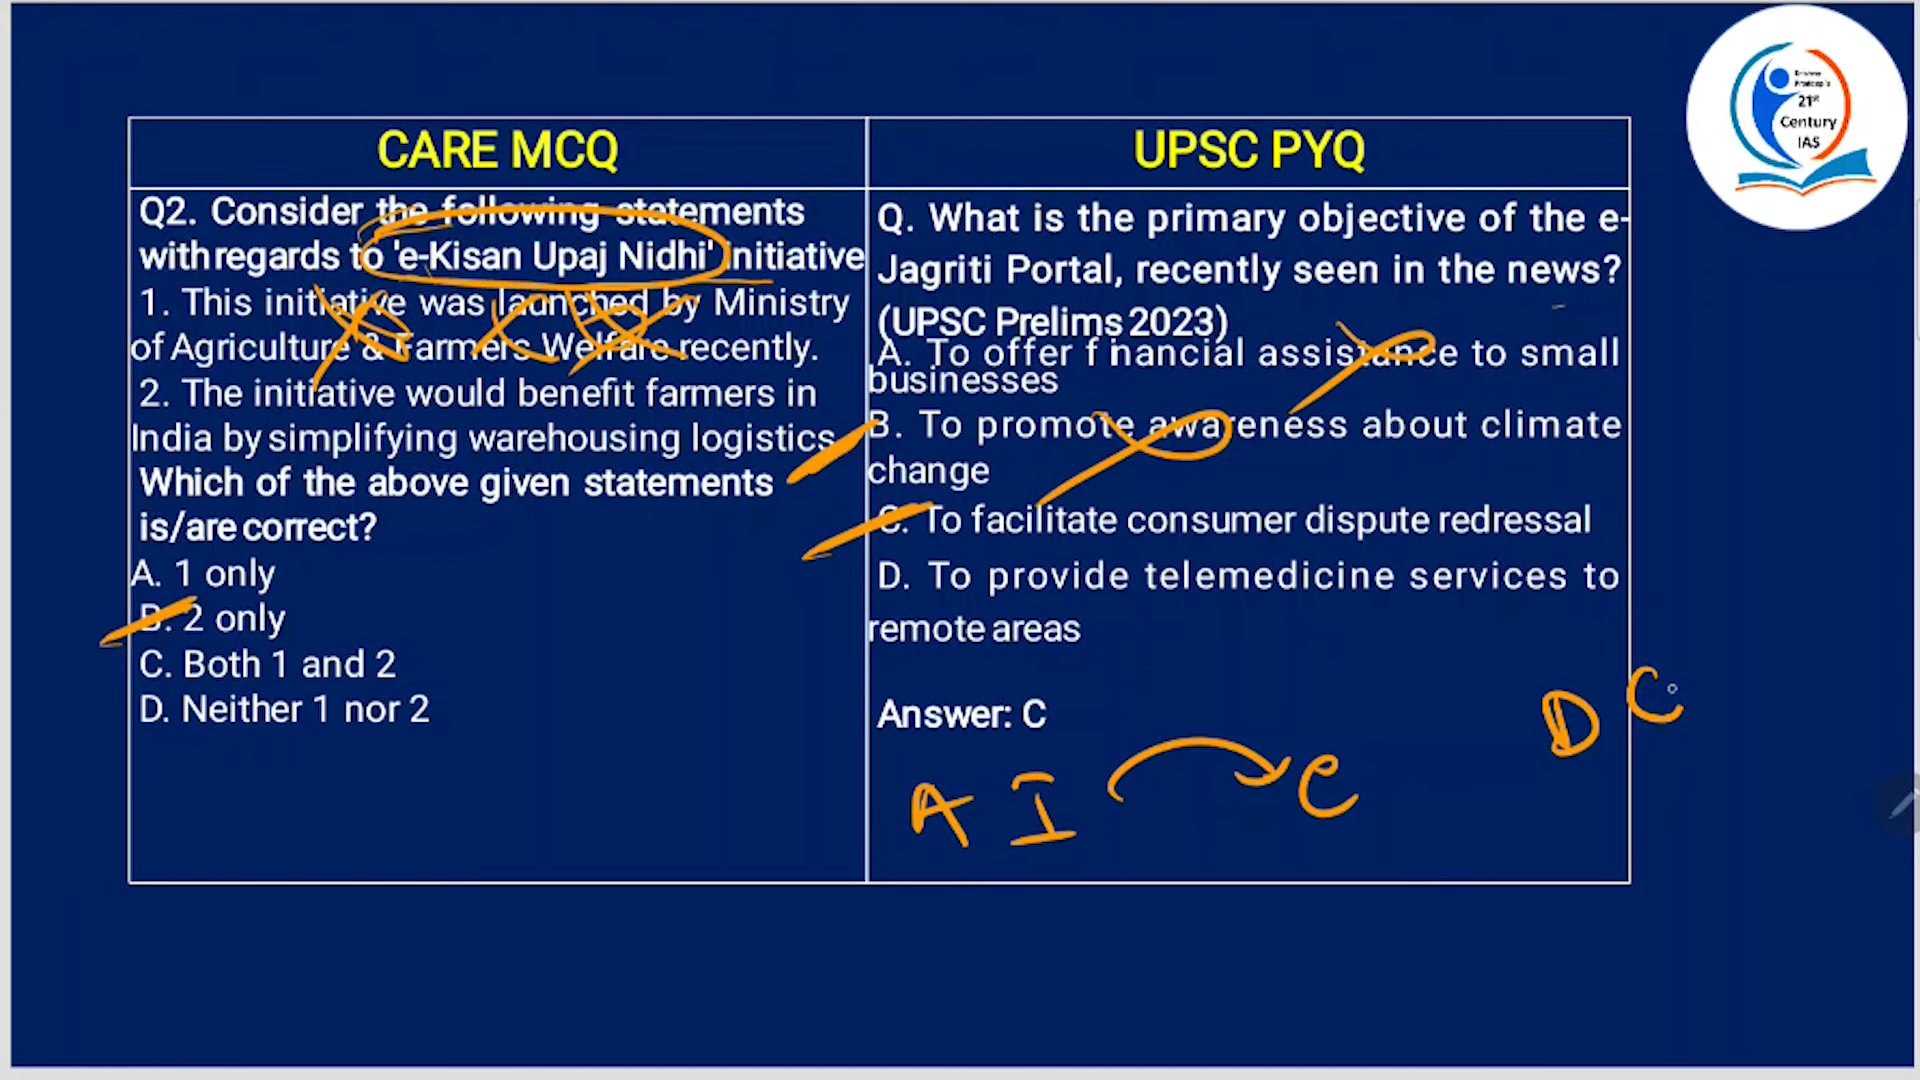 Krishna
Pradeep's
21st
Century
IAS
CARE MCQ
UPSC PYQ
Q2. Consider the following statements
with regards to 'e-Kisan Upaj Nidhi' initiative
1. This initiative was launched by Ministry
of Agriculture & Farmers Welfare recently.
2. The initiative would benefit farmers in
India by simplifying warehousing logistics
Which of the above given statements
is/are correct?
A. 1 only
B. 2 only
C. Both 1 and 2
D. Neither 1 nor 2
Q. What is the primary objective of the e-
Jagriti Portal, recently seen in the news?
(UPSC Prelims 2023)
A. To offer financial assistance to small
businesses
B. To promote awareness about climate
change
C. To facilitate consumer dispute redressal
D. To provide telemedicine services to
remote areas
Answer: C
D C
A I e